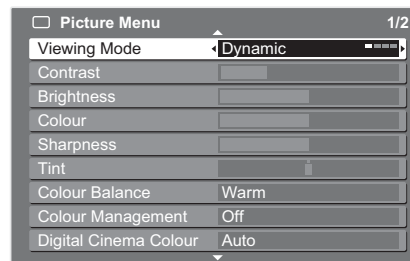 Picture Menu 1/2
Viewing Mode Dynamic
Contrast
Brightness
Colour
Sharpness
Tint
Colour Balance Warm
Colour Management Off
Digital Cinema Colour Auto